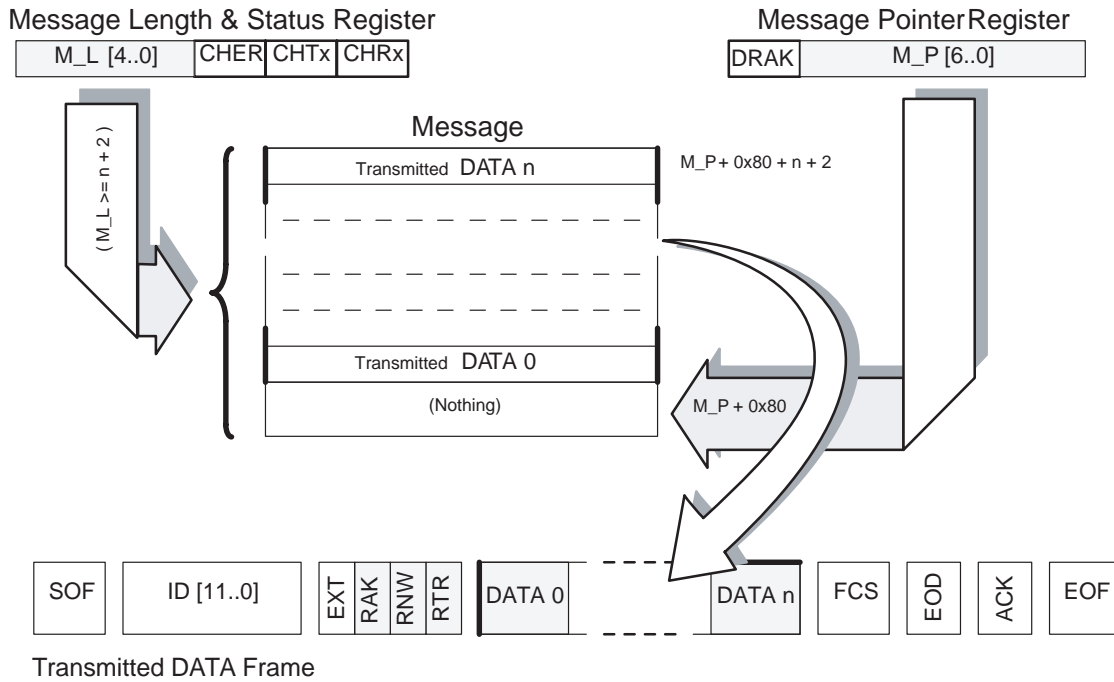 Message Length & Status Register
Message Pointer Register
M_L [4..0] CHER CHTx CHRx
DRAK M_P [6..0]
Message
( M_L >= n + 2 )
Transmitted DATA n
M_P + 0x80 + n + 2
Transmitted DATA 0
(Nothing)
M_P + 0x80
SOF ID [11..0] EXT RAK RNW RTR DATA 0 DATA n FCS EOD ACK EOF
Transmitted DATA Frame